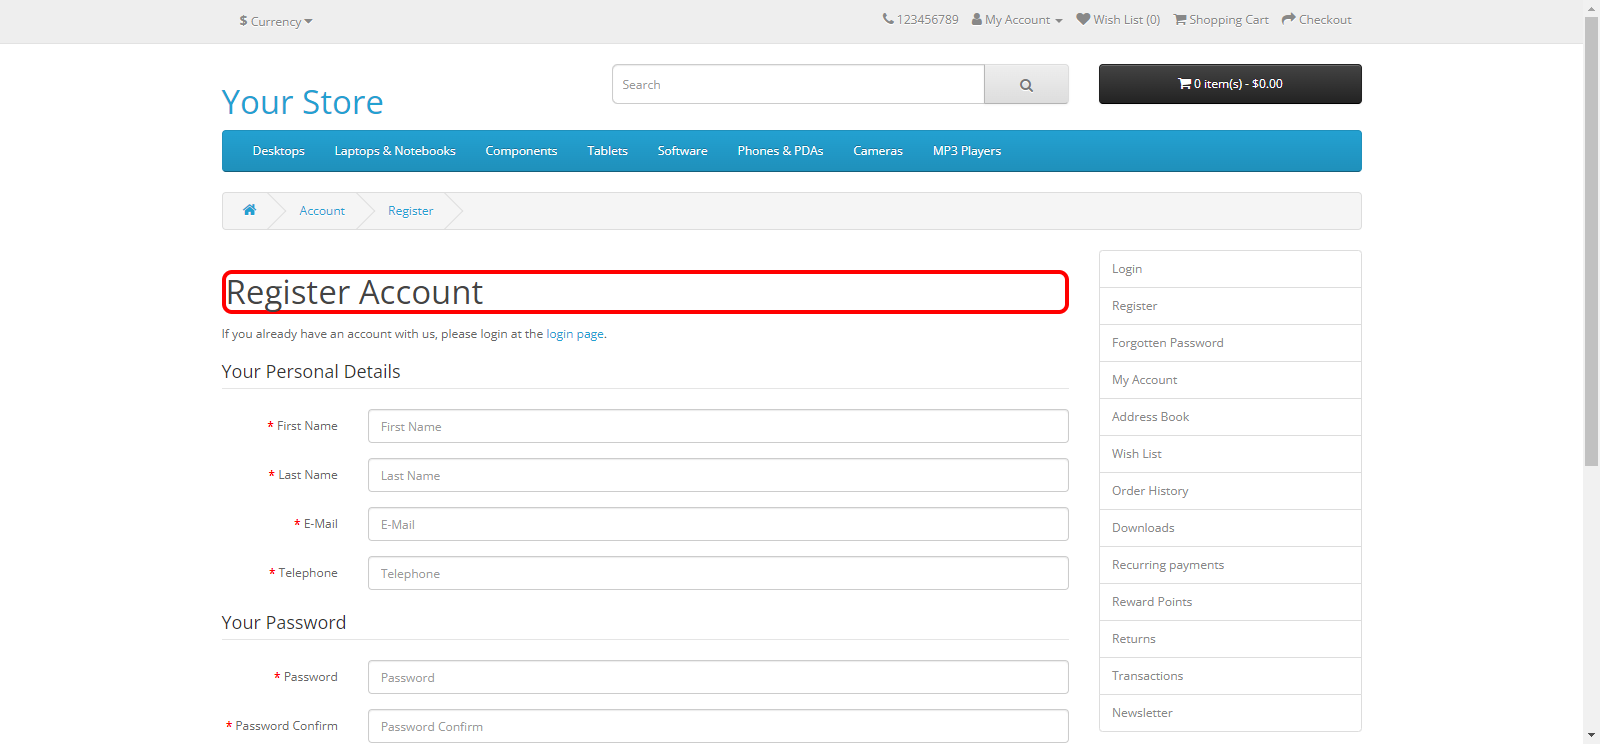 $ Currency
123456789 My Account Wish List (0) Shopping Cart Checkout
Your Store
Search
0 item(s) - $0.00
Desktops Laptops & Notebooks Components Tablets Software Phones & PDAs Cameras MP3 Players
Account Register
Register Account
If you already have an account with us, please login at the login page.
Your Personal Details
* First Name First Name
* Last Name Last Name
* E-Mail E-Mail
* Telephone Telephone
Your Password
* Password Password
* Password Confirm Password Confirm
Login
Register
Forgotten Password
My Account
Address Book
Wish List
Order History
Downloads
Recurring payments
Reward Points
Returns
Transactions
Newsletter